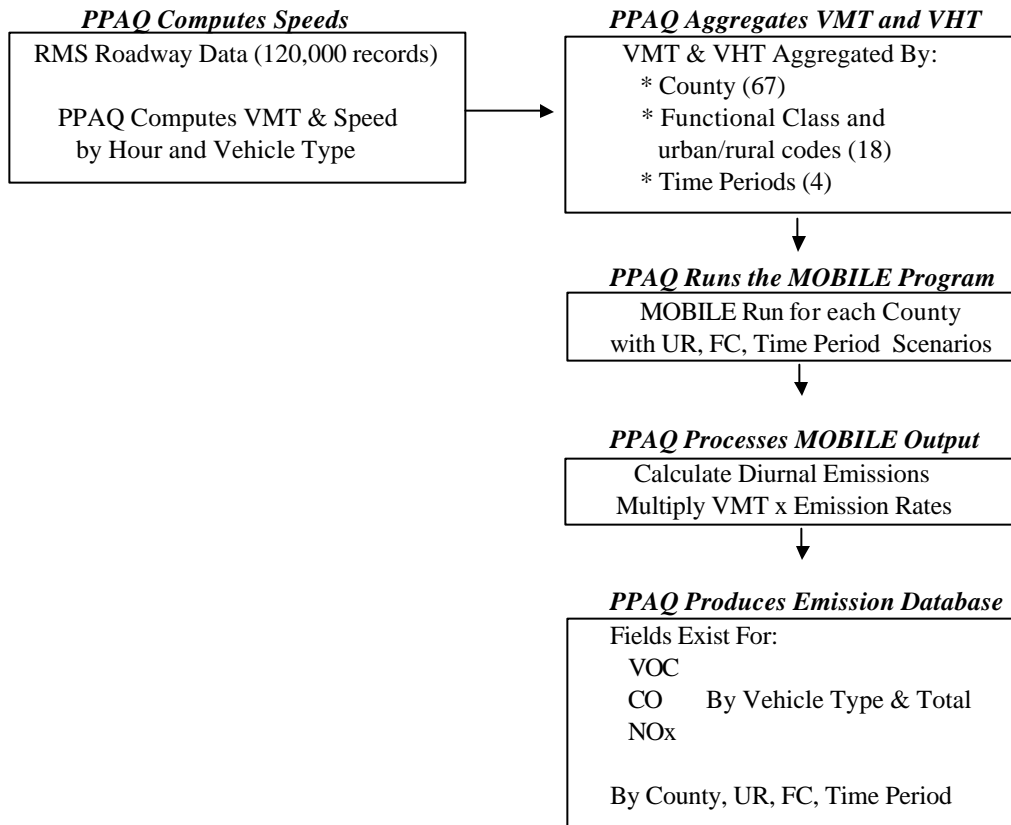 PPAQ Computes Speeds
RMS Roadway Data (120,000 records)
PPAQ Computes VMT & Speed
by Hour and Vehicle Type
PPAQ Aggregates VMT and VHT
VMT & VHT Aggregated By:
* County (67)
* Functional Class and
urban/rural codes (18)
* Time Periods (4)
PPAQ Runs the MOBILE Program
MOBILE Run for each County
with UR, FC, Time Period Scenarios
PPAQ Processes MOBILE Output
Calculate Diurnal Emissions
Multiply VMT x Emission Rates
PPAQ Produces Emission Database
Fields Exist For:
VOC
CO By Vehicle Type & Total
NOx
By County, UR, FC, Time Period